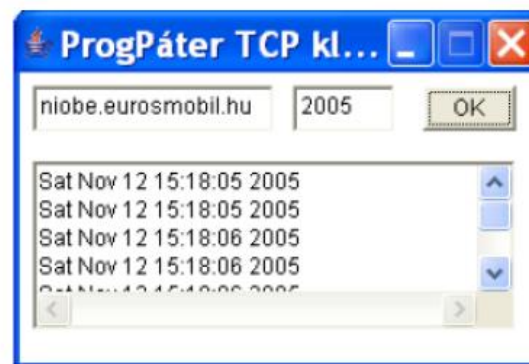 ProgPáter TCP kl...
niobe.eurosmobil.hu 2005 OK
Sat Nov 12 15:18:05 2005
Sat Nov 12 15:18:05 2005
Sat Nov 12 15:18:06 2005
Sat Nov 12 15:18:06 2005